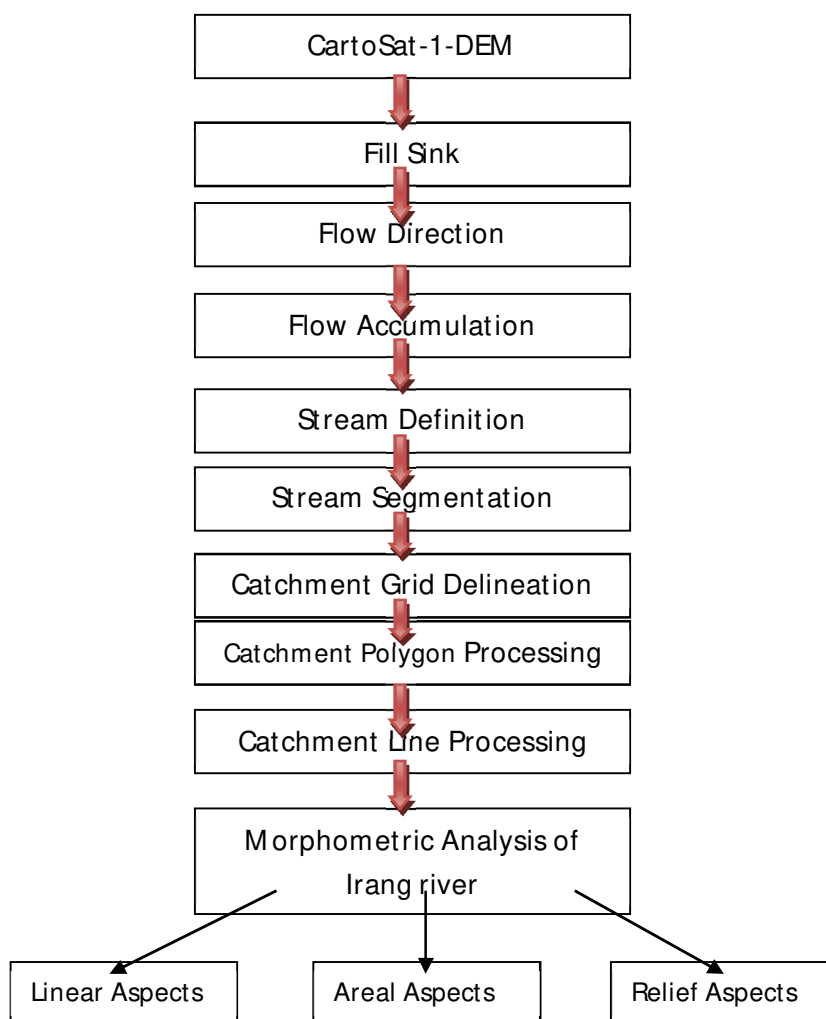 CartoSat-1-DEM
Fill Sink
Flow Direction
Flow Accumulation
Stream Definition
Stream Segmentation
Catchment Grid Delineation
Catchment Polygon Processing
Catchment Line Processing
Morphometric Analysis of
Irang river
Linear Aspects
Areal Aspects
Relief Aspects